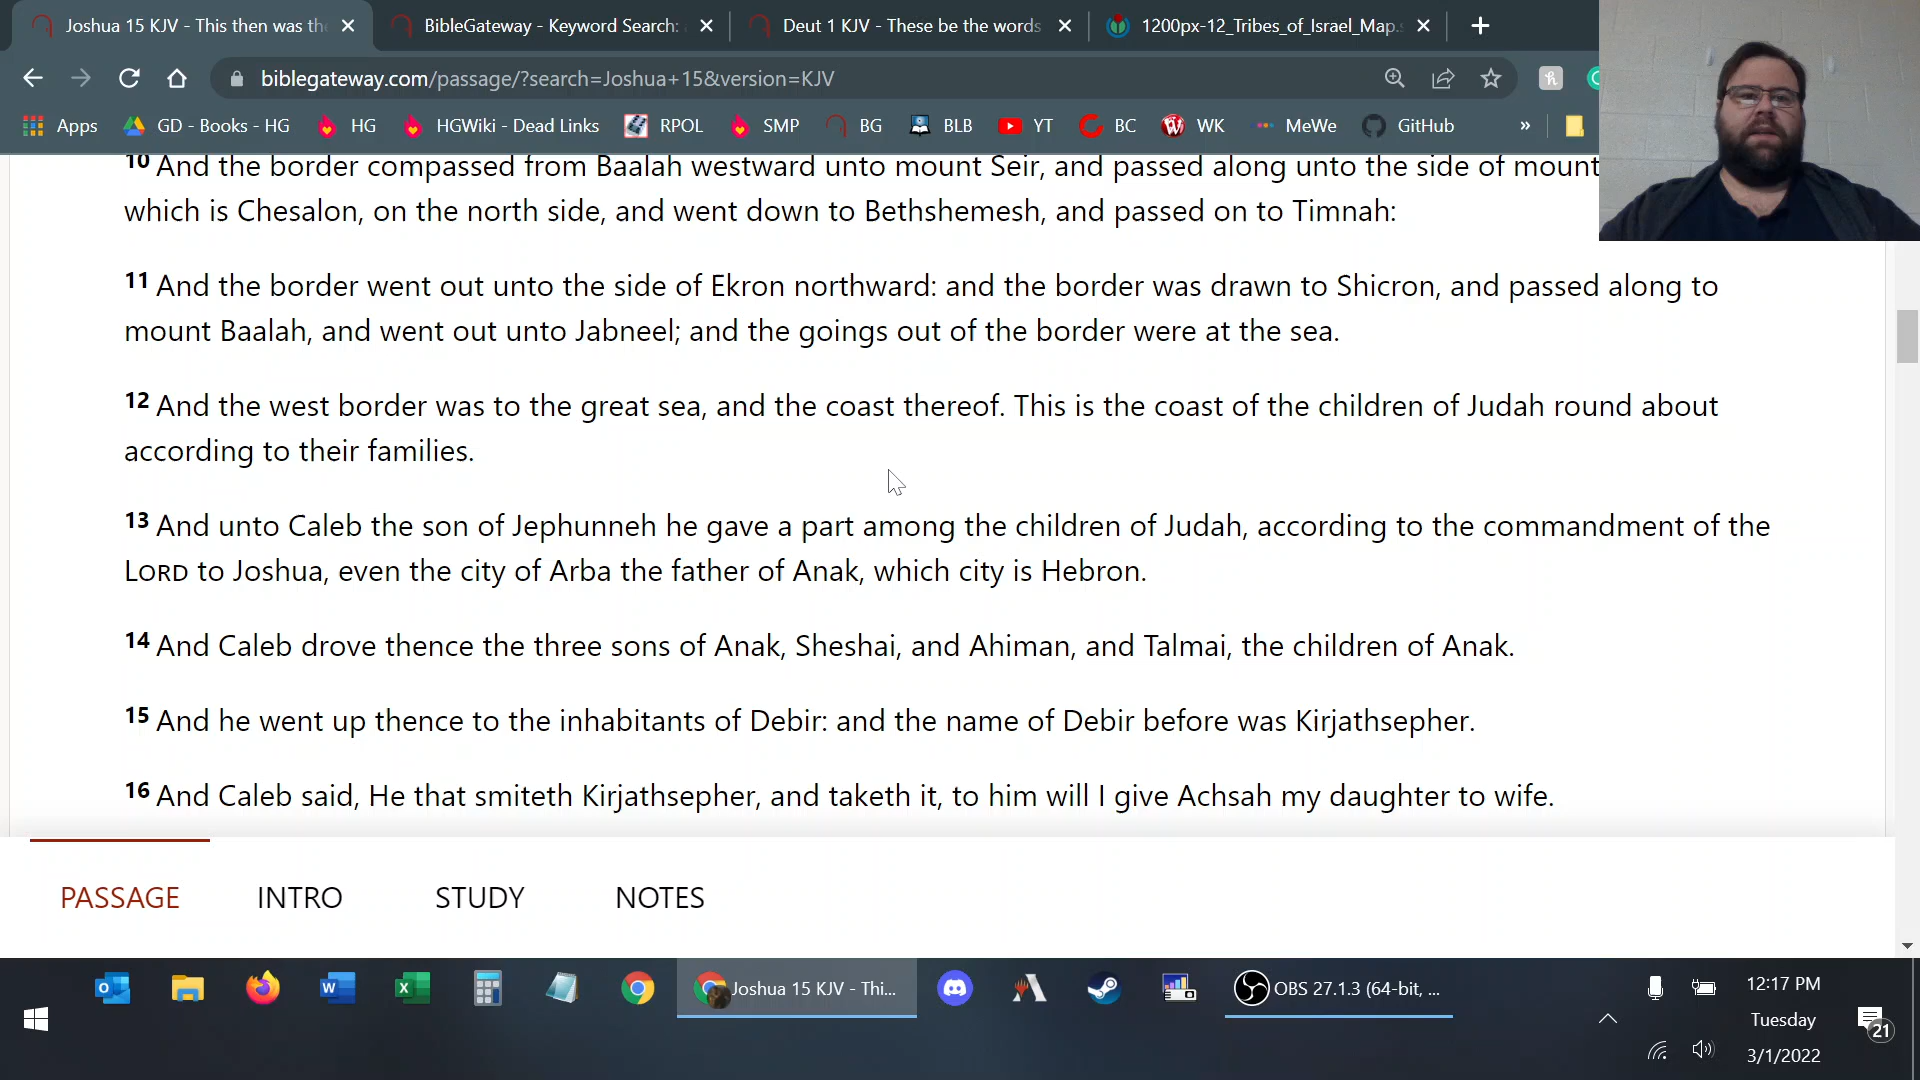 Joshua 15 KJV - This then was the
BibleGateway - Keyword Search:
Deut 1 KJV - These be the words
1200px-12_Tribes_of_Israel_Map.s
biblegateway.com/passage/?search=Joshua+15&version=KJV
Apps
GD - Books - HG
HG
HGWiki - Dead Links
RPOL
SMP
BG
BLB
YT
BC
WK
MeWe
GitHub
»
10 And the border compassed from Baalah westward unto mount Seir, and passed along unto the side of mount
which is Chesalon, on the north side, and went down to Bethshemesh, and passed on to Timnah:
11 And the border went out unto the side of Ekron northward: and the border was drawn to Shicron, and passed along to
mount Baalah, and went out unto Jabneel; and the goings out of the border were at the sea.
12 And the west border was to the great sea, and the coast thereof. This is the coast of the children of Judah round about
according to their families.
13 And unto Caleb the son of Jephunneh he gave a part among the children of Judah, according to the commandment of the
LORD to Joshua, even the city of Arba the father of Anak, which city is Hebron.
14 And Caleb drove thence the three sons of Anak, Sheshai, and Ahiman, and Talmai, the children of Anak.
15 And he went up thence to the inhabitants of Debir: and the name of Debir before was Kirjathsepher.
16 And Caleb said, He that smiteth Kirjathsepher, and taketh it, to him will I give Achsah my daughter to wife.
PASSAGE
INTRO
STUDY
NOTES
Joshua 15 KJV - Thi...
OBS 27.1.3 (64-bit, ...
12:17 PM
Tuesday
3/1/2022
21